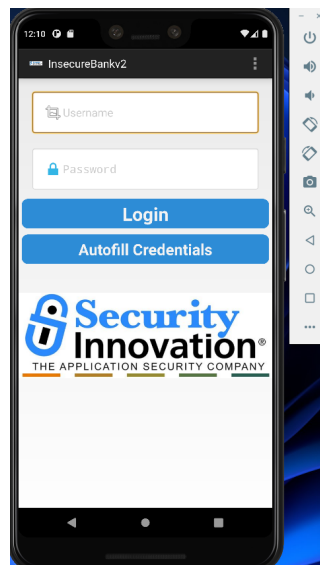 12:10
InsecureBankv2
Username
Password
Login
Autofill Credentials
Security
Innovation®
THE APPLICATION SECURITY COMPANY